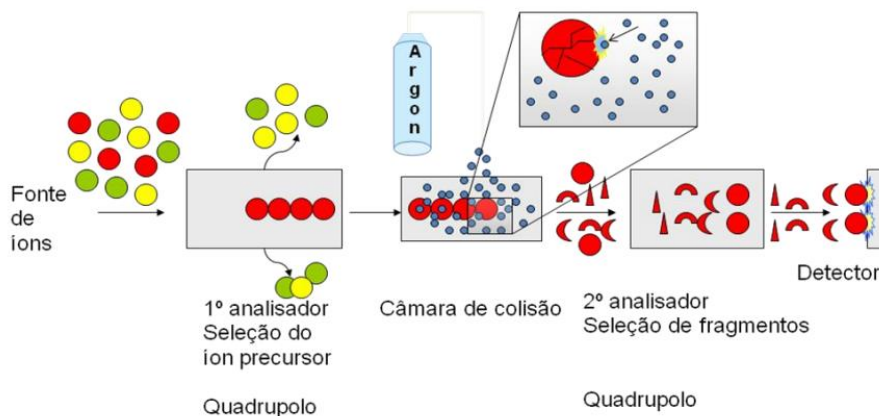 Argon
Fonte
de
íons
1º analisador
Seleção do
íon precursor
Quadrupolo
Câmara de colisão
2º analisador
Seleção de fragmentos
Quadrupolo
Detector